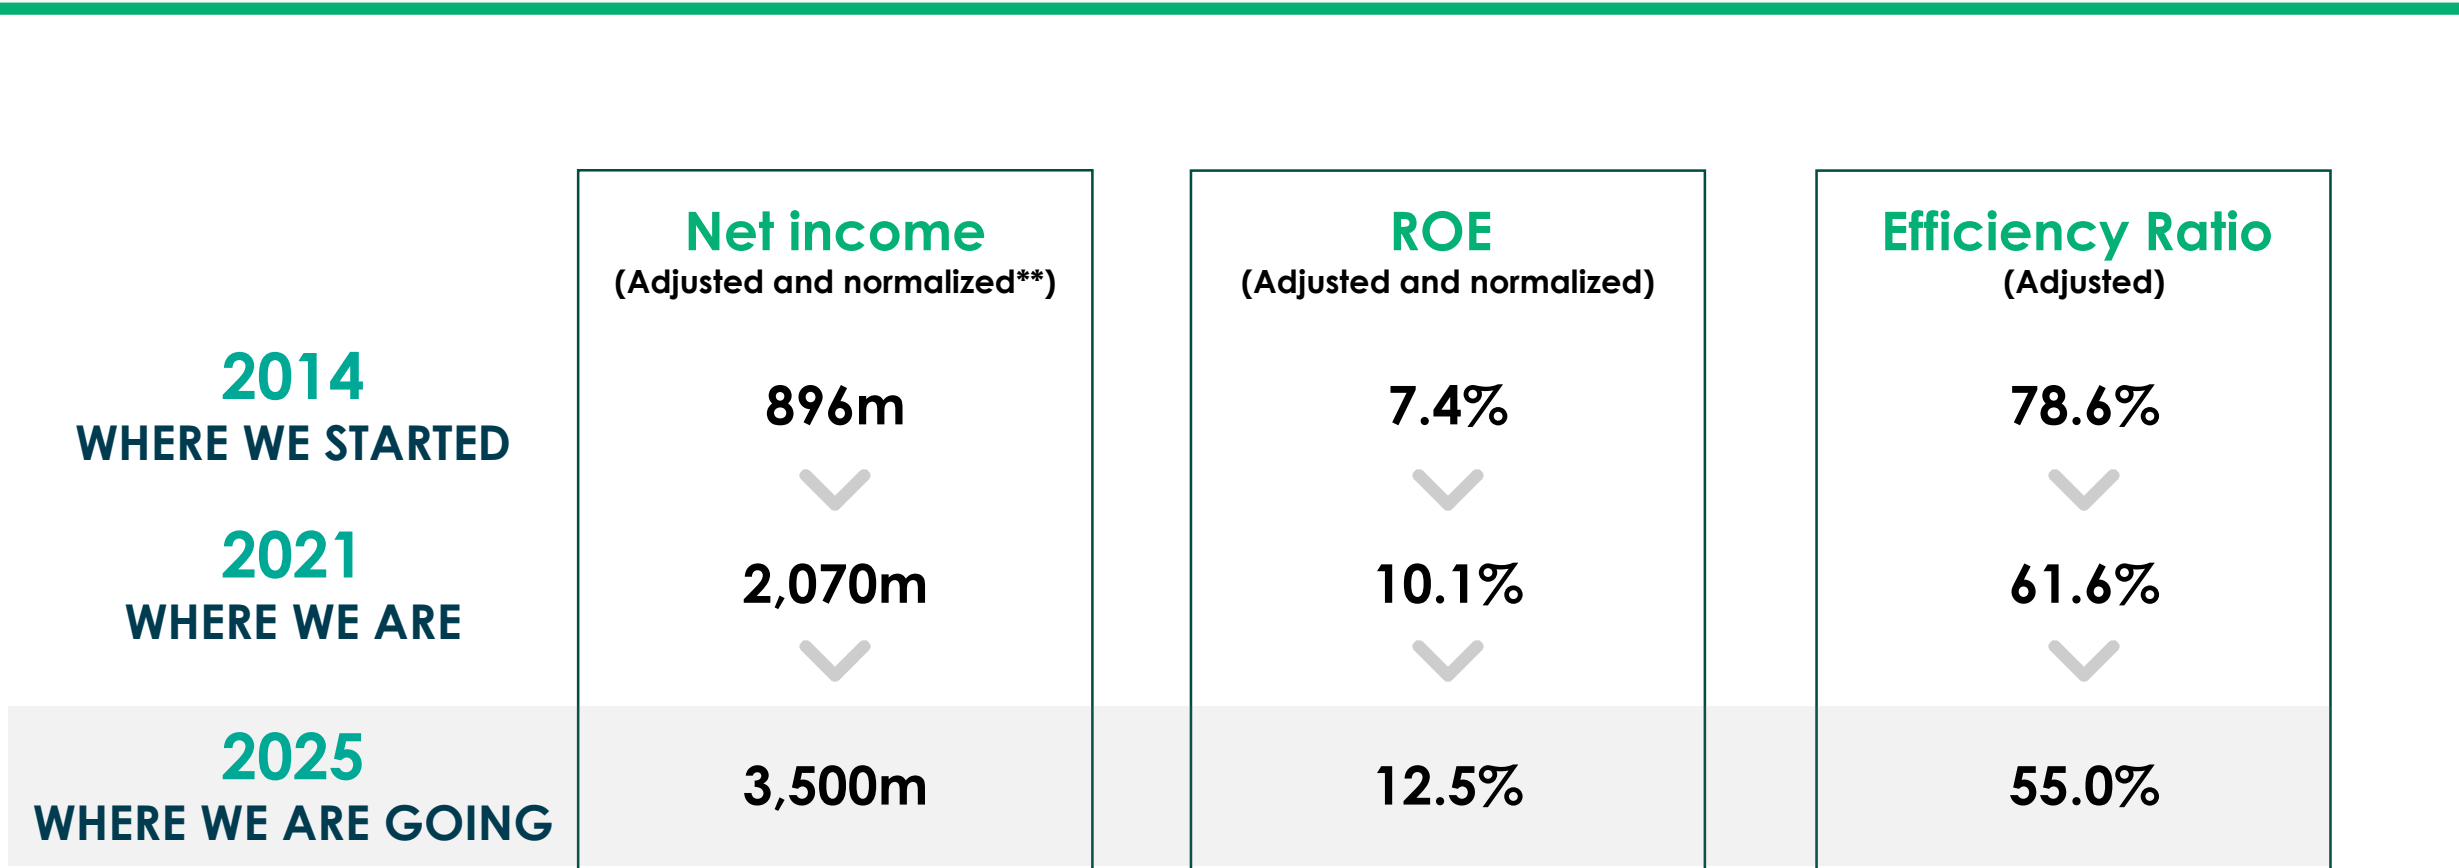 Net income
(Adjusted and normalized**)
ROE
(Adjusted and normalized)
Efficiency Ratio
(Adjusted)
2014
WHERE WE STARTED
896m
7.4%
78.6%
2021
WHERE WE ARE
2,070m
10.1%
61.6%
2025
WHERE WE ARE GOING
3,500m
12.5%
55.0%